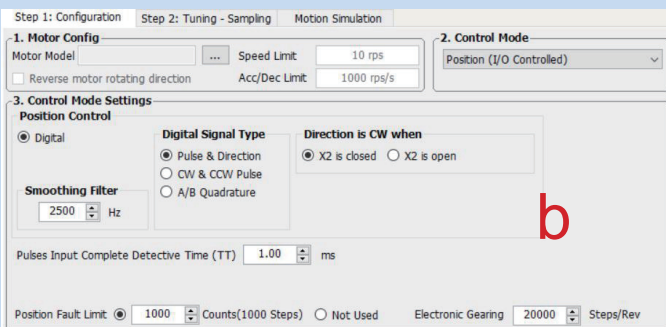 Step 1: Configuration Step 2: Tuning - Sampling Motion Simulation
1. Motor Config
Motor Model ... Speed Limit 10 rps
Reverse motor rotating direction Acc/Dec Limit 1000 rps/s
2. Control Mode
Position (I/O Controlled)
3. Control Mode Settings
Position Control
Digital
Digital Signal Type
Pulse & Direction
CW & CCW Pulse
A/B Quadrature
Direction is CW when
X2 is closed X2 is open
Smoothing Filter
2500 Hz
b
Pulses Input Complete Detective Time (TT) 1.00 ms
Position Fault Limit 1000 Counts(1000 Steps) Not Used Electronic Gearing 20000 Steps/Rev